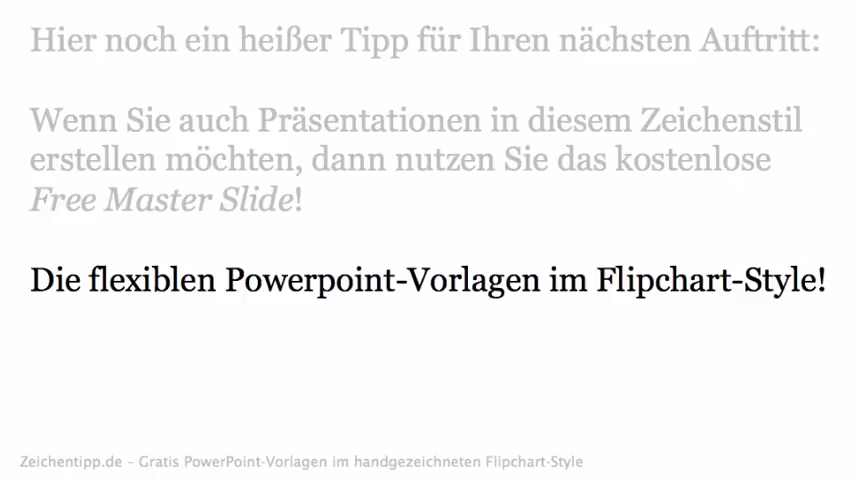 Hier noch ein heißer Tipp für Ihren nächsten Auftritt:
Wenn Sie auch Präsentationen in diesem Zeichenstil
erstellen möchten, dann nutzen Sie das kostenlose
Free Master Slide!
Die flexiblen Powerpoint-Vorlagen im Flipchart-Style!
Zeichentipp.de – Gratis PowerPoint-Vorlagen im handgezeichneten Flipchart-Style